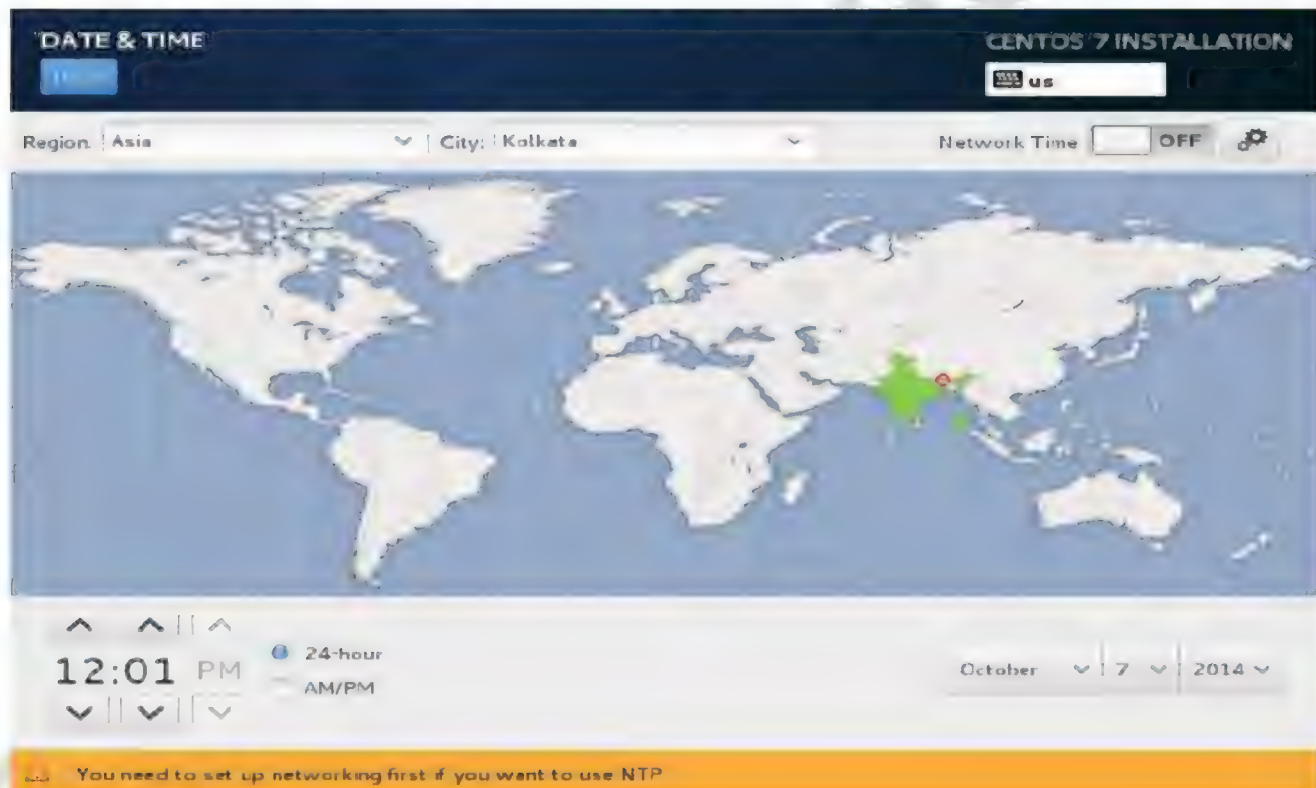 DATE & TIME
CENTOS 7 INSTALLATION
us
Region: Asia
City: Kolkata
Network Time
OFF
12:01 PM
24-hour
AM/PM
October 7 2014
You need to set up networking first if you want to use NTP